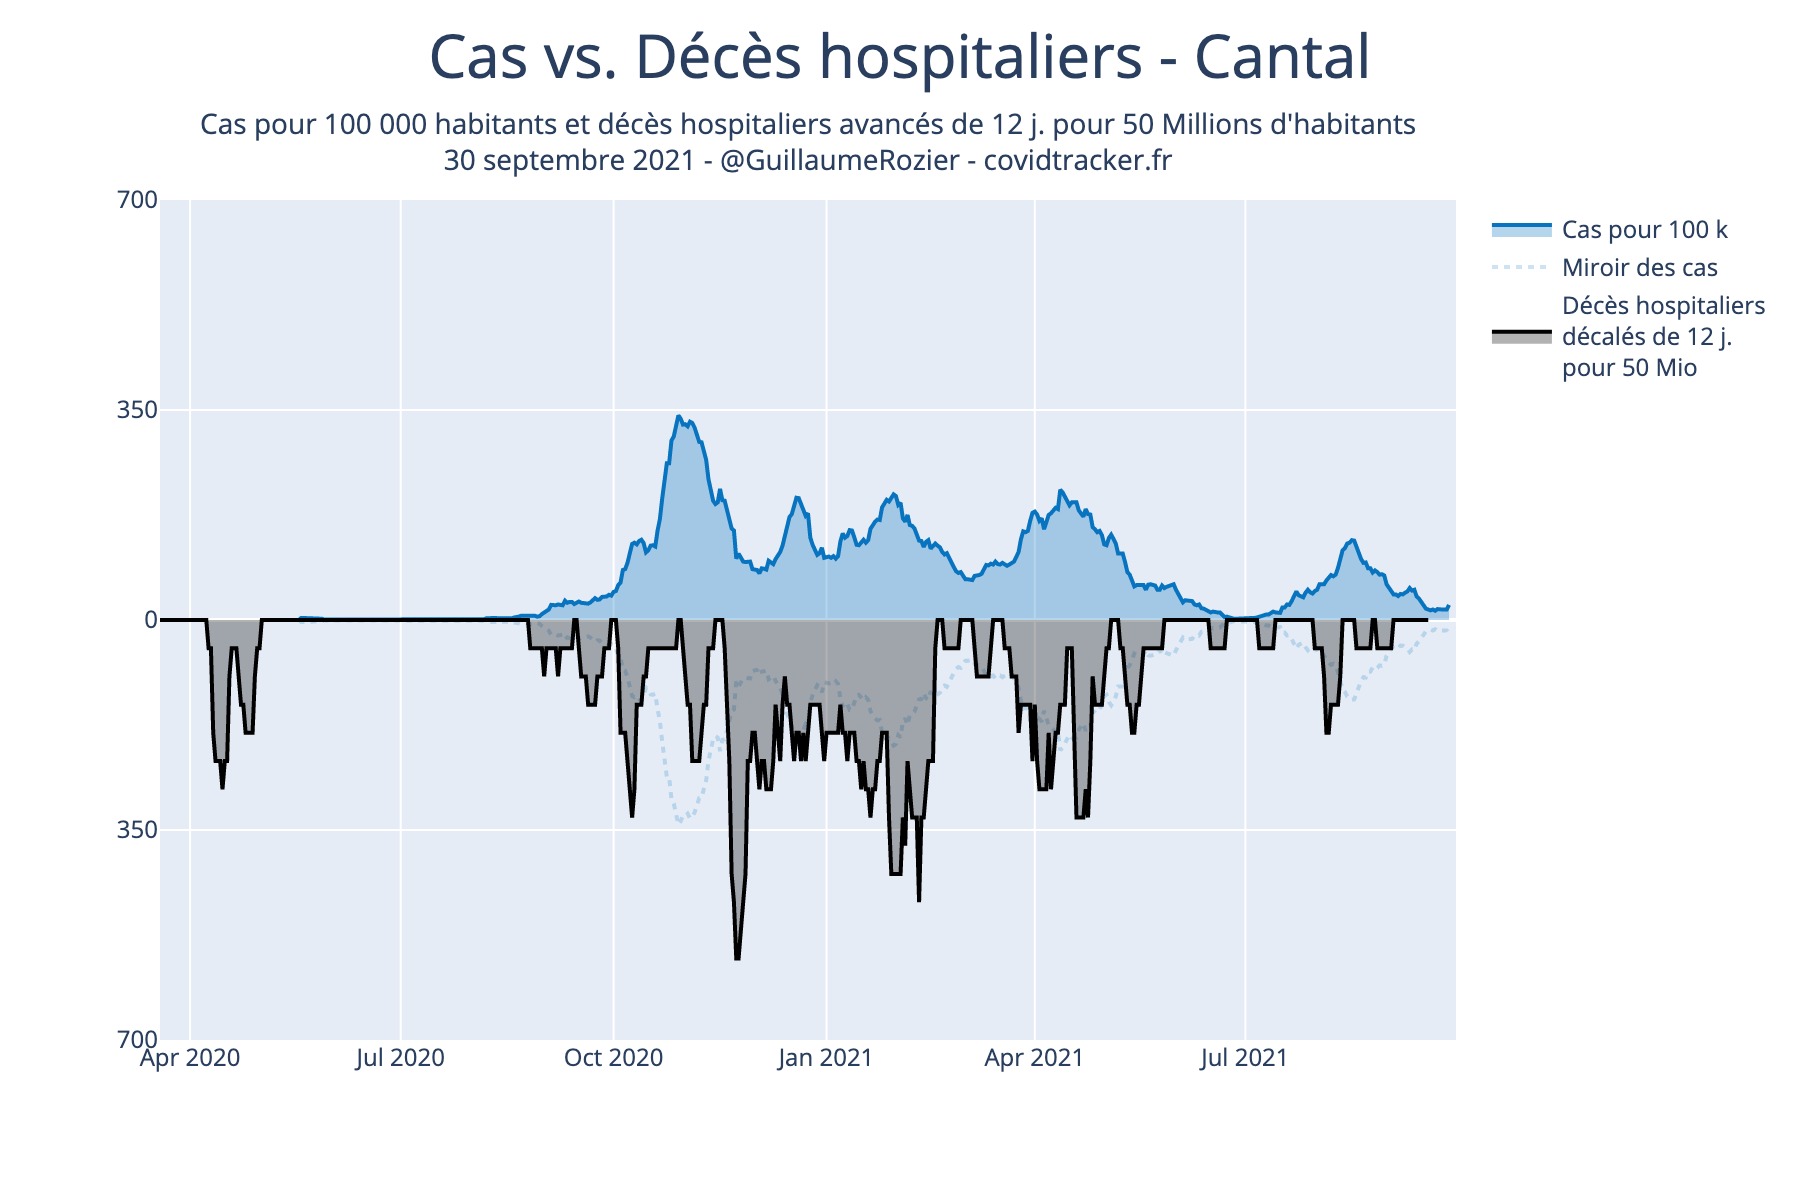 Cas vs. Décès hospitaliers - Cantal
Cas pour 100 000 habitants et décès hospitaliers avancés de 12 j. pour 50 Millions d'habitants
30 septembre 2021 - @GuillaumeRozier - covidtracker.fr
700
350
0
350
700
Apr 2020
Jul 2020
Oct 2020
Jan 2021
Apr 2021
Jul 2021
Cas pour 100 k
Miroir des cas
Décès hospitaliers
décalés de 12 j.
pour 50 Mio